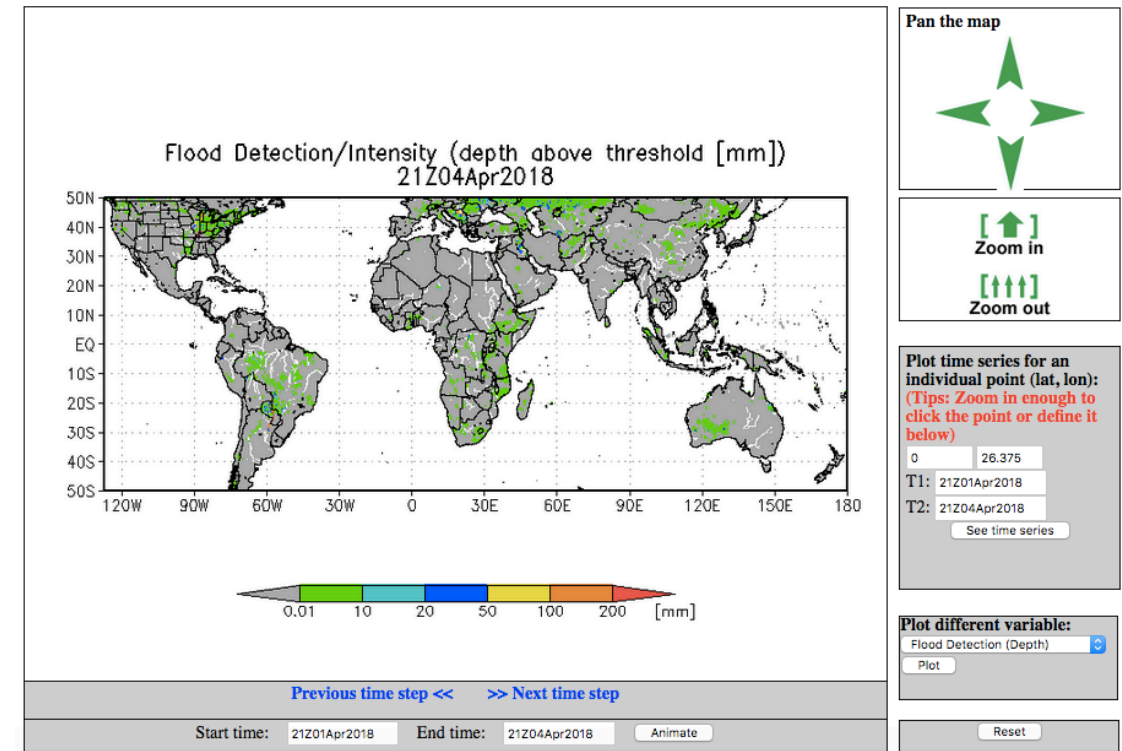 Flood Detection/Intensity (depth above threshold [mm])
21Z04Apr2018
50N
40N
30N
20N
10N
EQ
10S
20S
30S
40S
50S
120W 90W 60W 30W 0 30E 60E 90E 120E 150E 180
0.01 10 20 50 100 200 [mm]
Previous time step << >> Next time step
Start time: 21Z01Apr2018 End time: 21Z04Apr2018 Animate
Pan the map
Zoom in
Zoom out
Plot time series for an
individual point (lat, lon):
(Tips: Zoom in enough to
click the point or define it
below)
0 26.375
T1: 21Z01Apr2018
T2: 21Z04Apr2018
See time series
Plot different variable:
Flood Detection (Depth)
Plot
Reset